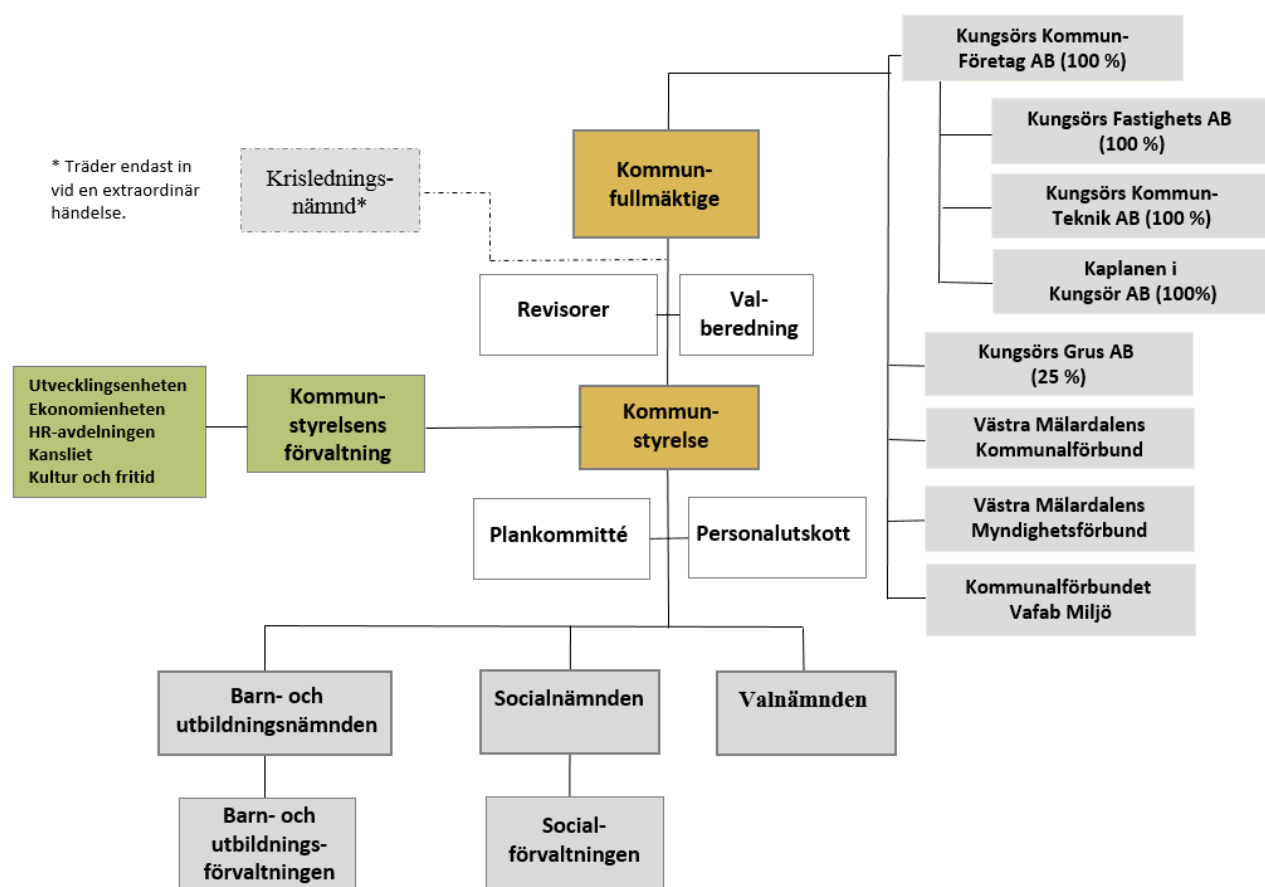 Kungsörs Kommun-
Företag AB (100 %)
Kungsörs Fastighets AB
(100 %)
Kungsörs Kommun-
Teknik AB (100 %)
Kaplanen i
Kungsör AB (100%)
* Träder endast in
vid en extraordinär
händelse.
Krislednings-
nämnd*
Kommun-
fullmäktige
Revisorer
Val-
beredning
Kungsörs Grus AB
(25 %)
Utvecklingsenheten
Ekonomienheten
HR-avdelningen
Kansliet
Kultur och fritid
Kommun-
styrelsens
förvaltning
Kommun-
styrelse
Västra Mälardalens
Kommunalförbund
Plankommitté
Personalutskott
Västra Mälardalens
Myndighetsförbund
Kommunalförbundet
Vafab Miljö
Barn- och
utbildningsnämnden
Socialnämnden
Valnämnden
Barn- och
utbildnings-
förvaltningen
Social-
förvaltningen